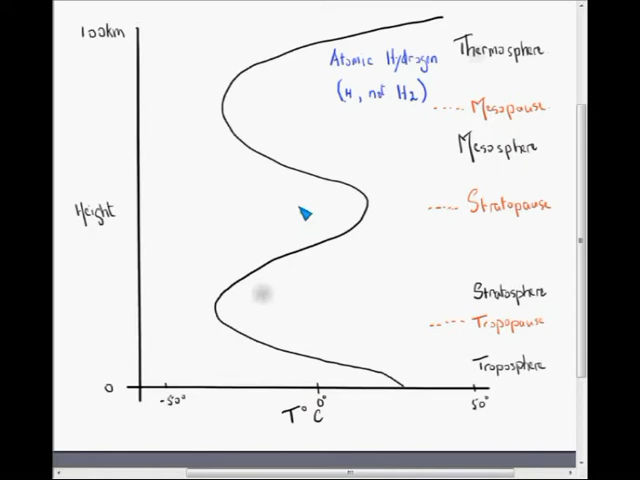 100km
Thermosphere
Atomic Hydrogen
(H, not H2)
Mesopause
Mesosphere
Height
Stratopause
Stratosphere
Tropopause
Troposphere
0
-50°
0°
50°
T°C